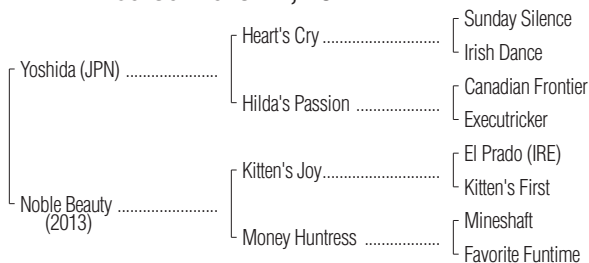 Sunday Silence
Heart's Cry ..............................
Irish Dance
Yoshida (JPN) .......................
Canadian Frontier
Hilda's Passion .....................
Executricker
El Prado (IRE)
Kitten's Joy..............................
Kitten's First
Noble Beauty .........................
(2013)
Mineshaft
Money Huntress ...................
Favorite Funtime